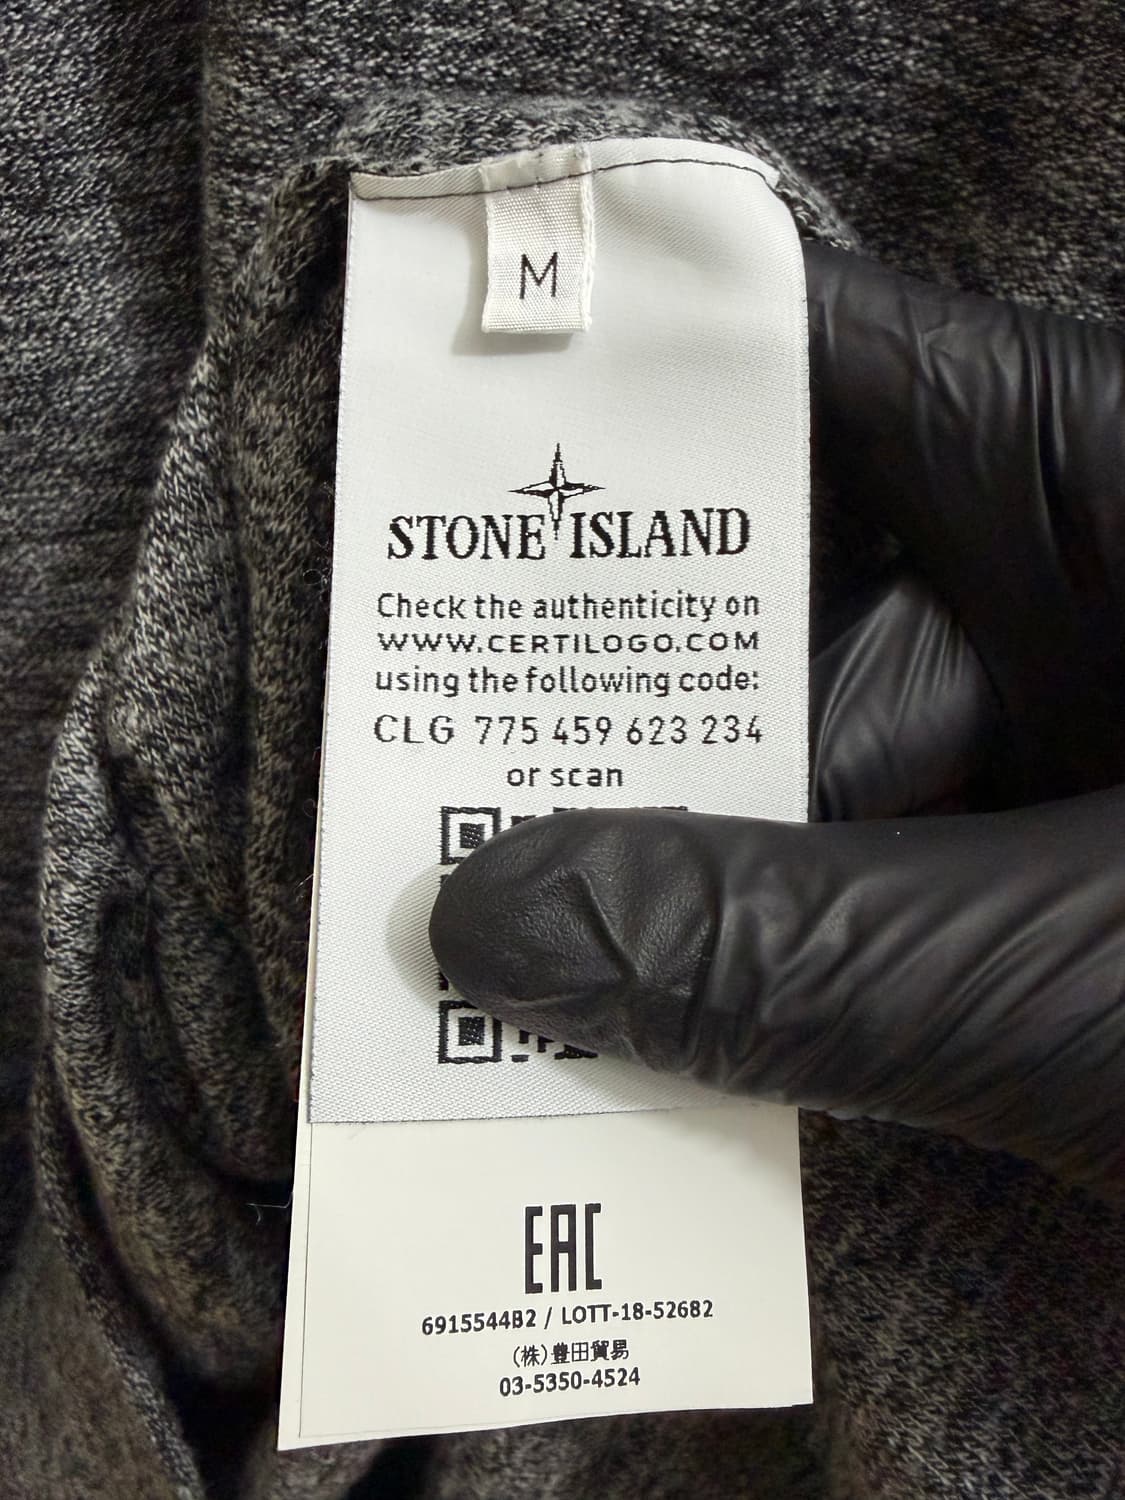 M
STONE ISLAND
Check the authenticity on
WWW.CERTILOGO.COM
using the following code:
CLG 775 459 623 234
or scan
EAC
6915544B2 / LOTT-18-52682
(株)豊田貿易
03-5350-4524